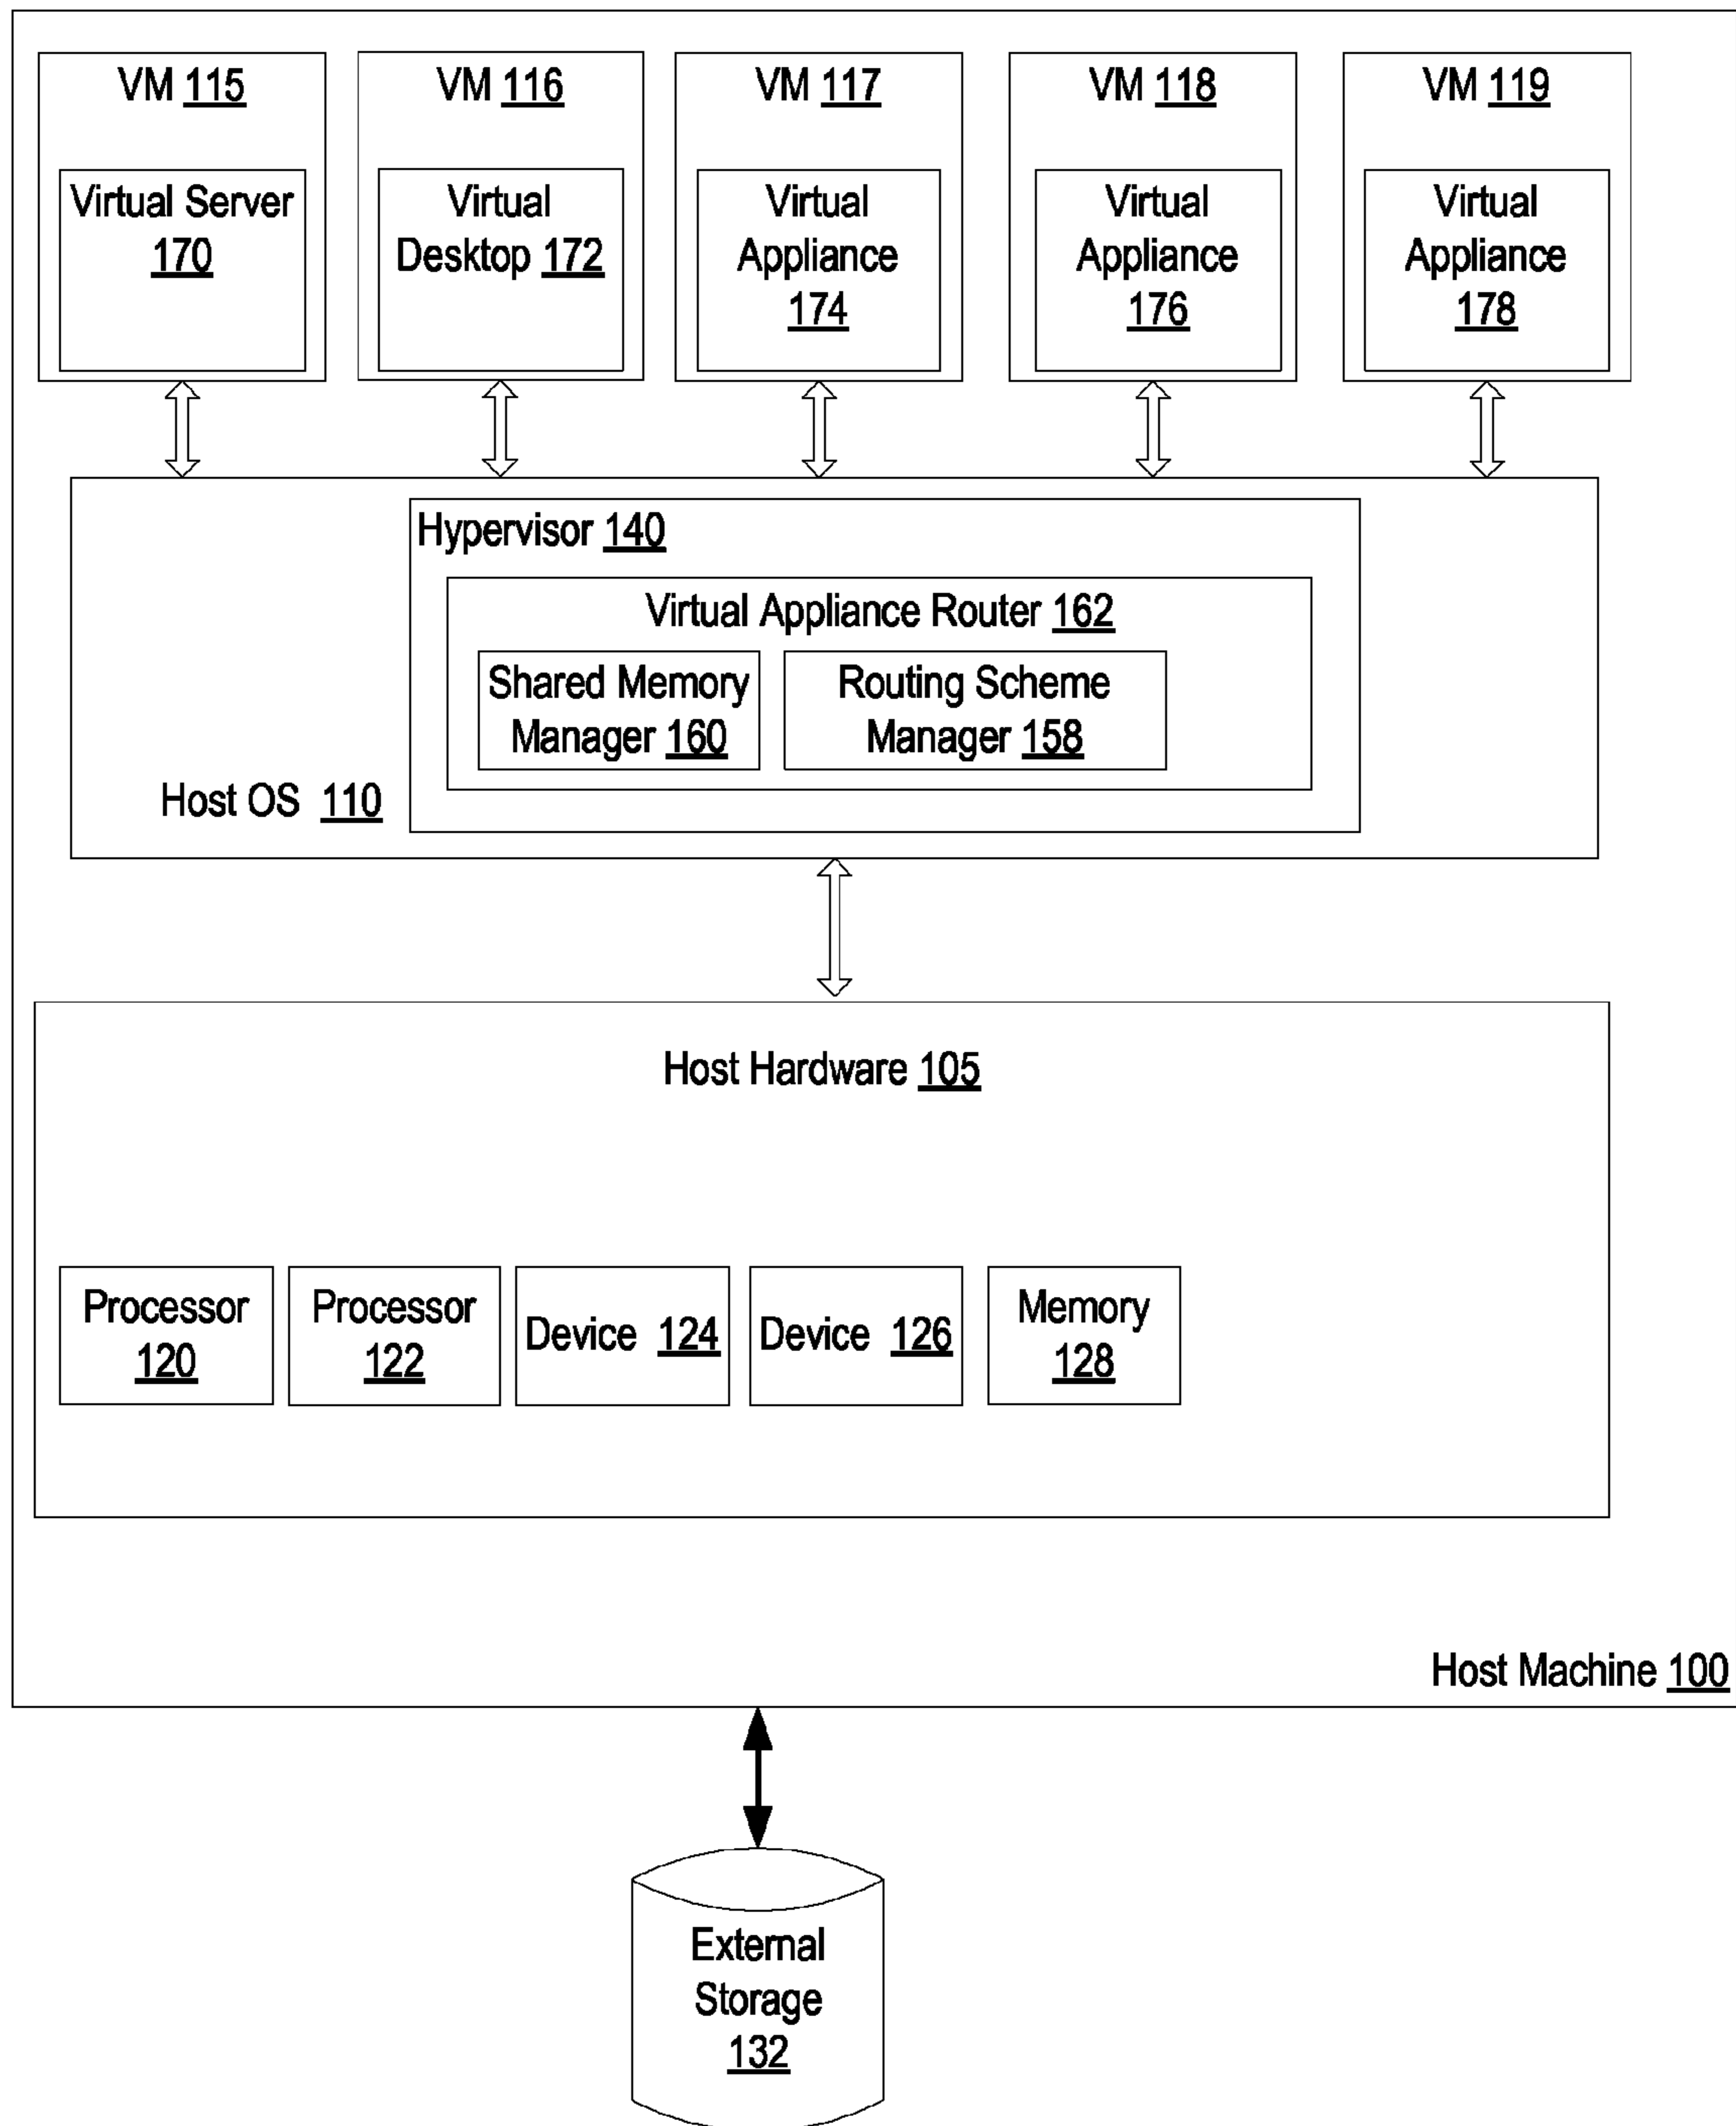 VM 115
VM 116
VM 117
VM 118
VM 119
Virtual Server
170
Virtual
Desktop 172
Virtual
Appliance
174
Virtual
Appliance
176
Virtual
Appliance
178
Hypervisor 140
Virtual Appliance Router 162
Shared Memory
Manager 160
Routing Scheme
Manager 158
Host OS 110
Host Hardware 105
Processor
120
Processor
122
Device 124
Device 126
Memory
128
Host Machine 100
External
Storage
132